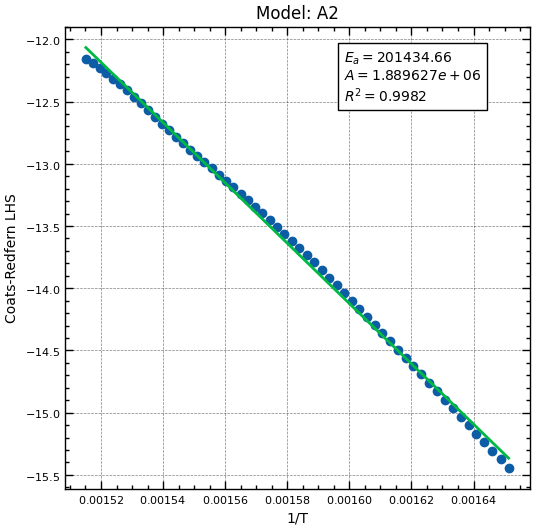 Model: A2
E_a = 201434.66
A = 1.889627e + 06
R² = 0.9982
−12.0
−12.5
−13.0
−13.5
−14.0
−14.5
−15.0
−15.5
Coats-Redfern LHS
0.00152 0.00154 0.00156 0.00158 0.00160 0.00162 0.00164
1/T